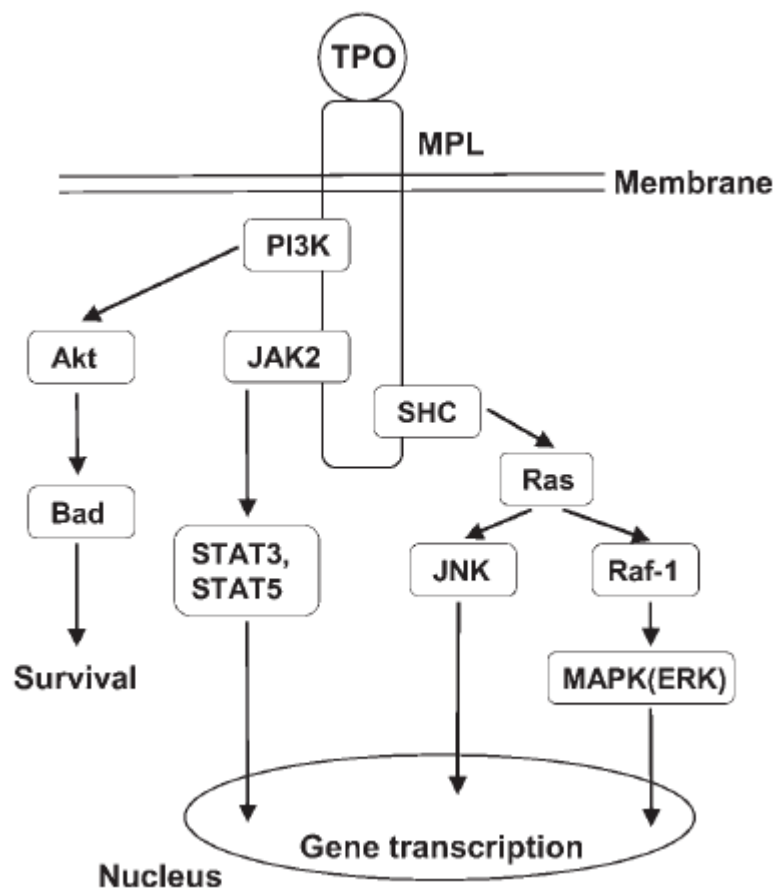 TPO
MPL
Membrane
PI3K
Akt
JAK2
SHC
Ras
Bad
STAT3,
STAT5
JNK
Raf-1
Survival
MAPK(ERK)
Gene transcription
Nucleus